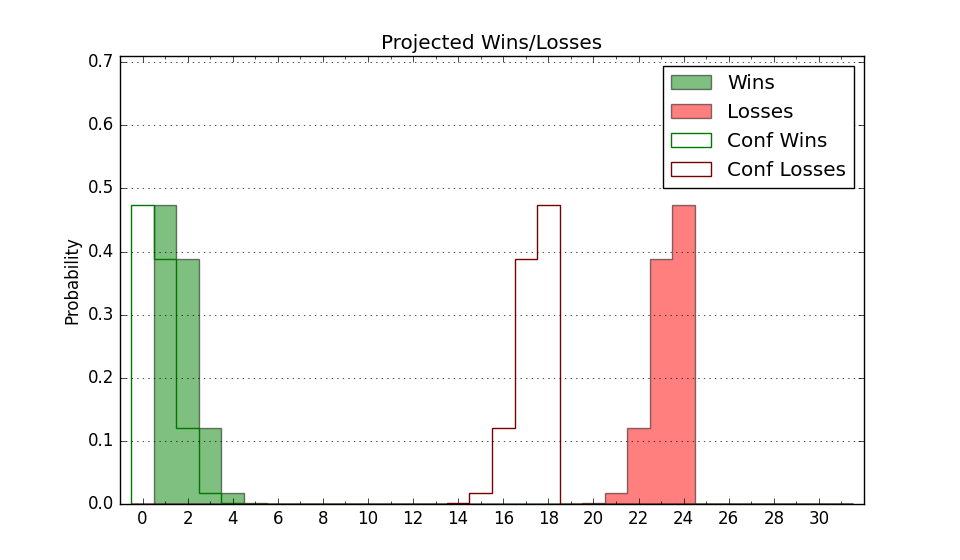 Projected Wins/Losses
0.7
0.6
0.5
0.4
0.3
0.2
0.1
0.0
Probability
Wins
Losses
Conf Wins
Conf Losses
0 2 4 6 8 10 12 14 16 18 20 22 24 26 28 30